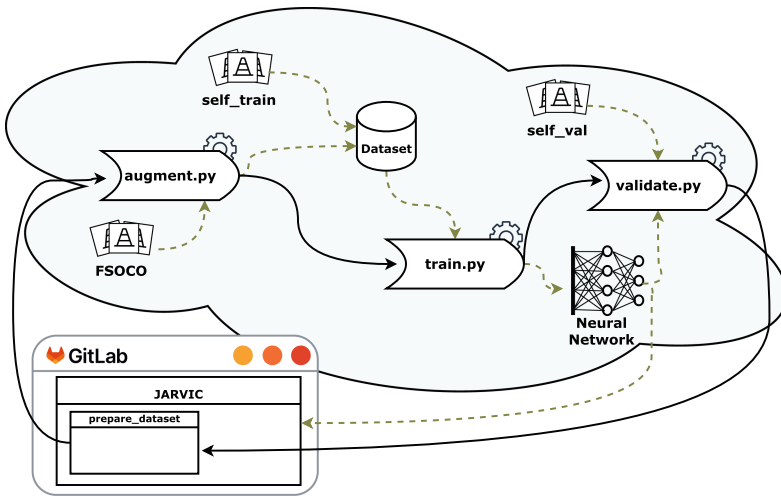 self_train
self_val
Dataset
augment.py
validate.py
FSOCO
train.py
Neural
Network
GitLab
JARVIC
prepare_dataset